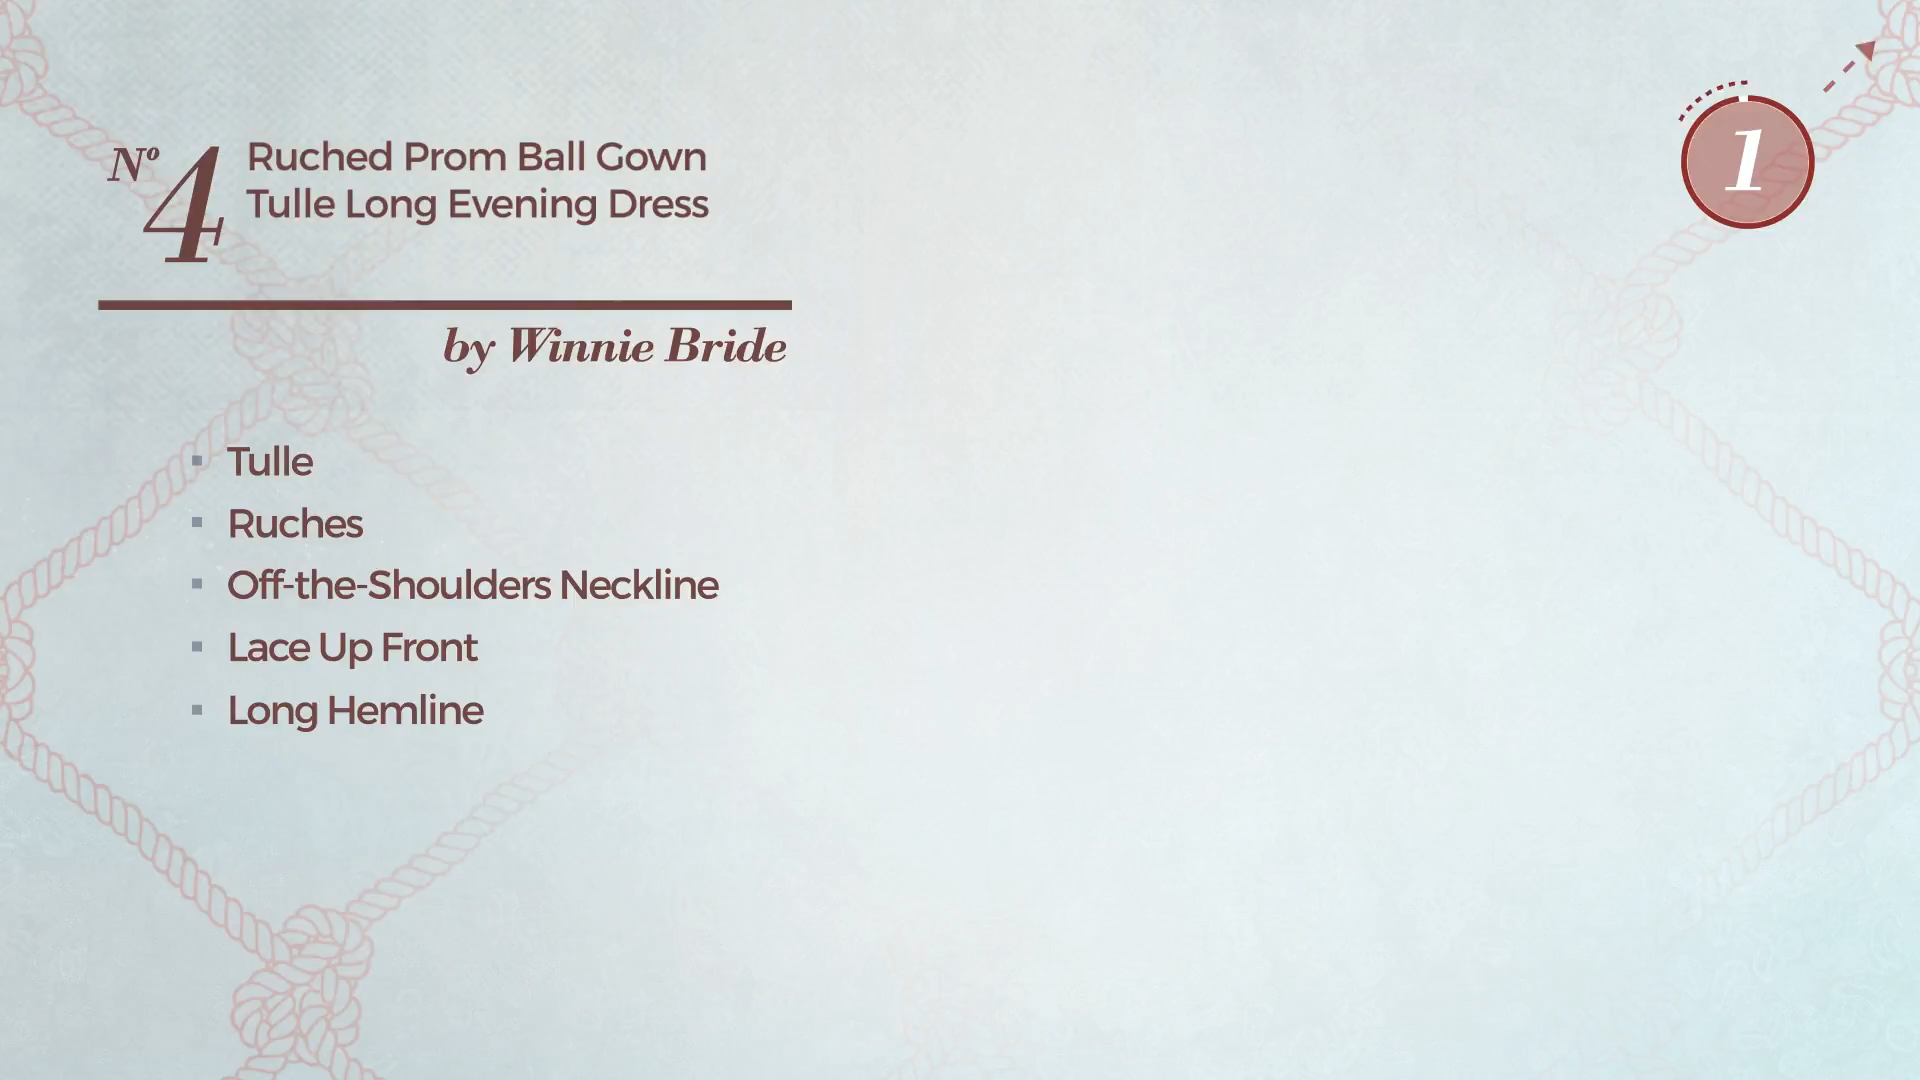 Nº 4 Ruched Prom Ball Gown
Tulle Long Evening Dress
by Winnie Bride
Tulle
Ruches
Off-the-Shoulders Neckline
Lace Up Front
Long Hemline
1